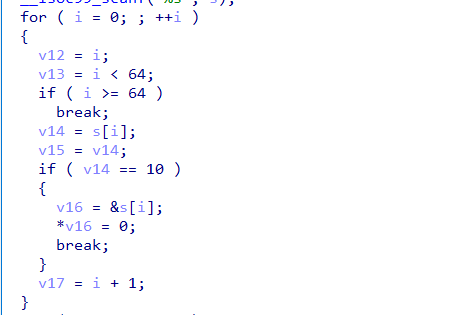 for ( i = 0; ; ++i )
{
v12 = i;
v13 = i < 64;
if ( i >= 64 )
break;
v14 = s[i];
v15 = v14;
if ( v14 == 10 )
{
v16 = &s[i];
*v16 = 0;
break;
}
v17 = i + 1;
}